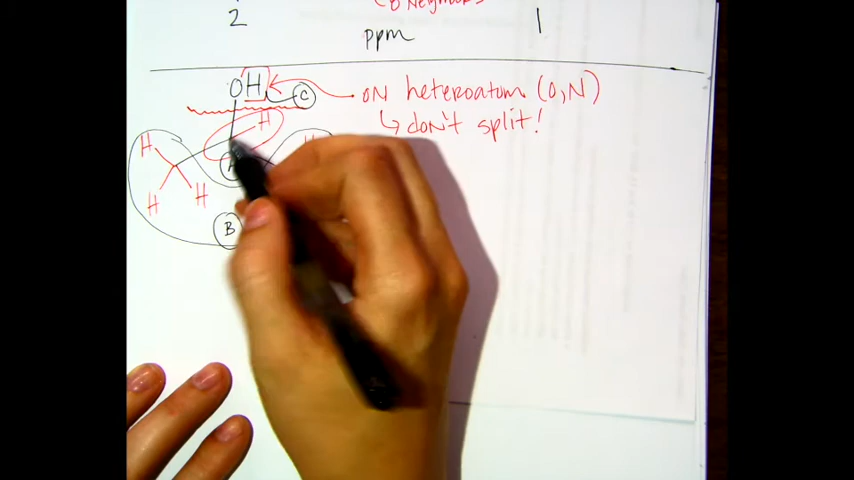 2
ppm
1
OH
C
on heteroatom (O,N)
↳ don't split!
H
H
H
A
H
H
B